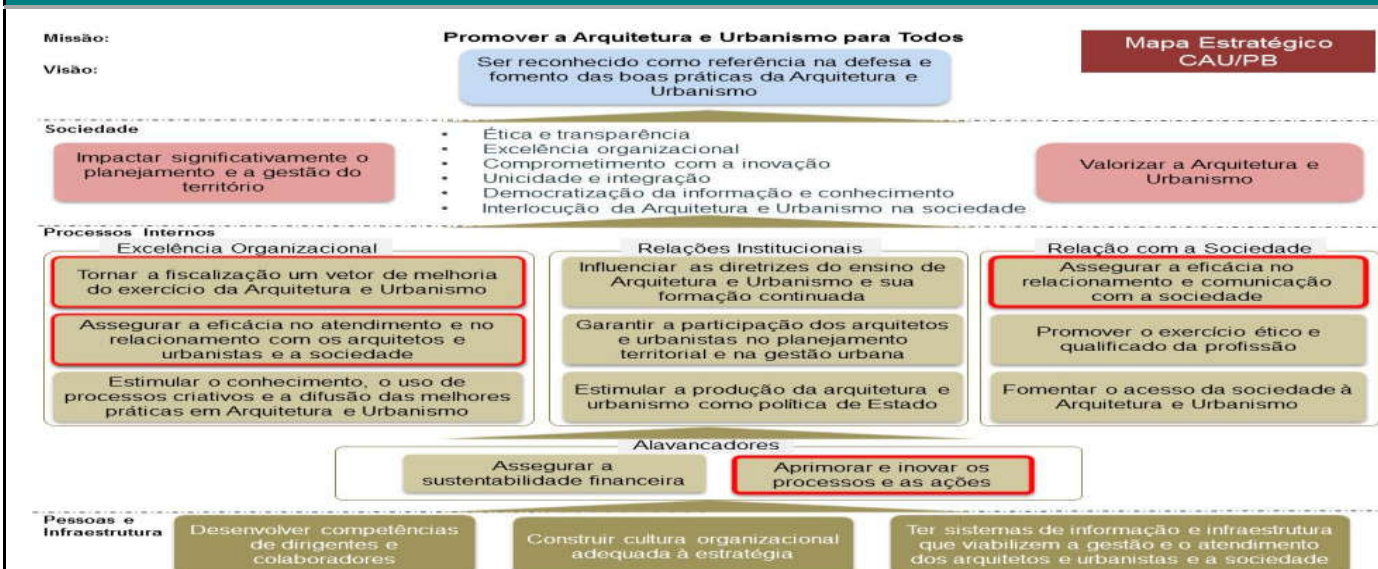 Missão:
Promover a Arquitetura e Urbanismo para Todos
Mapa Estratégico
CAU/PB
Visão:
Ser reconhecido como referência na defesa e
fomento das boas práticas da Arquitetura e
Urbanismo
Sociedade
Impactar significativamente o
planejamento e a gestão do
território
• Ética e transparência
• Excelência organizacional
• Comprometimento com a inovação
• Unicidade e integração
• Democratização da informação e conhecimento
• Interlocução da Arquitetura e Urbanismo na sociedade
Valorizar a Arquitetura e
Urbanismo
Processos Internos
Excelência Organizacional
Tornar a fiscalização um vetor de melhoria
do exercício da Arquitetura e Urbanismo
Assegurar a eficácia no atendimento e no
relacionamento com os arquitetos e
urbanistas e a sociedade
Estimular o conhecimento, o uso de
processos criativos e a difusão das melhores
práticas em Arquitetura e Urbanismo
Relações Institucionais
Influenciar as diretrizes do ensino de
Arquitetura e Urbanismo e sua
formação continuada
Garantir a participação dos arquitetos
e urbanistas no planejamento
territorial e na gestão urbana
Estimular a produção da arquitetura e
urbanismo como política de Estado
Relação com a Sociedade
Assegurar a eficácia no
relacionamento e comunicação
com a sociedade
Promover o exercício ético e
qualificado da profissão
Fomentar o acesso da sociedade à
Arquitetura e Urbanismo
Alavancadores
Assegurar a
sustentabilidade financeira
Aprimorar e inovar os
processos e as ações
Pessoas e
Infraestrutura
Desenvolver competências
de dirigentes e
colaboradores
Construir cultura organizacional
adequada à estratégia
Ter sistemas de informação e infraestrutura
que viabilizem a gestão e o atendimento
dos arquitetos e urbanistas e a sociedade